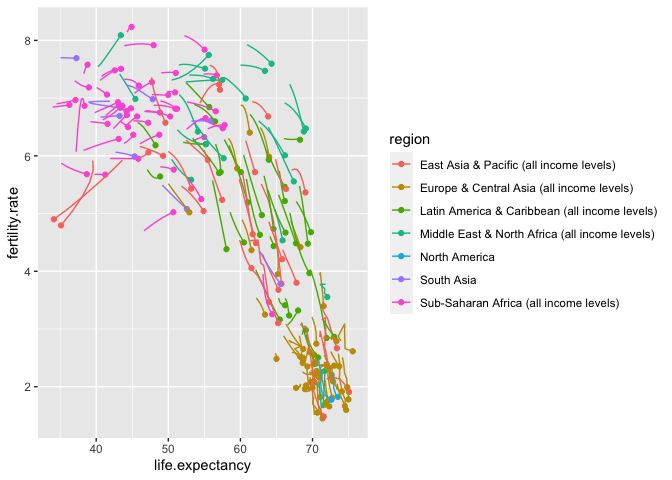 fertility.rate
8
6
4
2
40 50 60 70
life.expectancy
region
East Asia & Pacific (all income levels)
Europe & Central Asia (all income levels)
Latin America & Caribbean (all income levels)
Middle East & North Africa (all income levels)
North America
South Asia
Sub-Saharan Africa (all income levels)